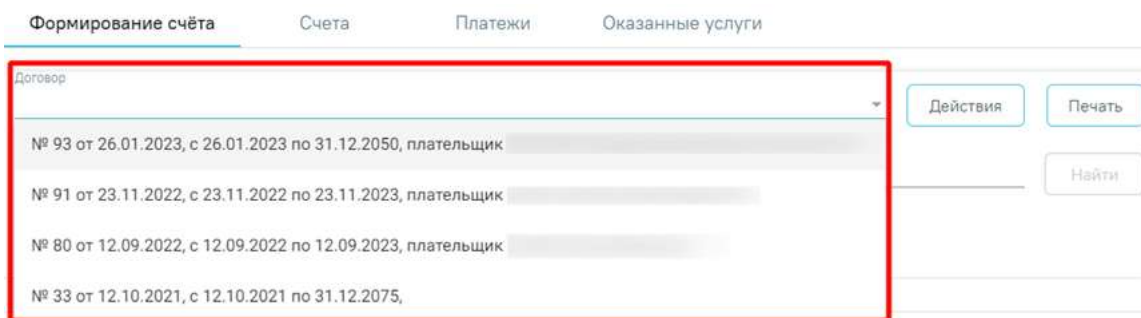 Формирование счёта Счета Платежи Оказанные услуги
Договор
Действия Печать
№ 93 от 26.01.2023, с 26.01.2023 по 31.12.2050, плательщик
Найти
№ 91 от 23.11.2022, с 23.11.2022 по 23.11.2023, плательщик
№ 80 от 12.09.2022, с 12.09.2022 по 12.09.2023, плательщик
№ 33 от 12.10.2021, с 12.10.2021 по 31.12.2075,